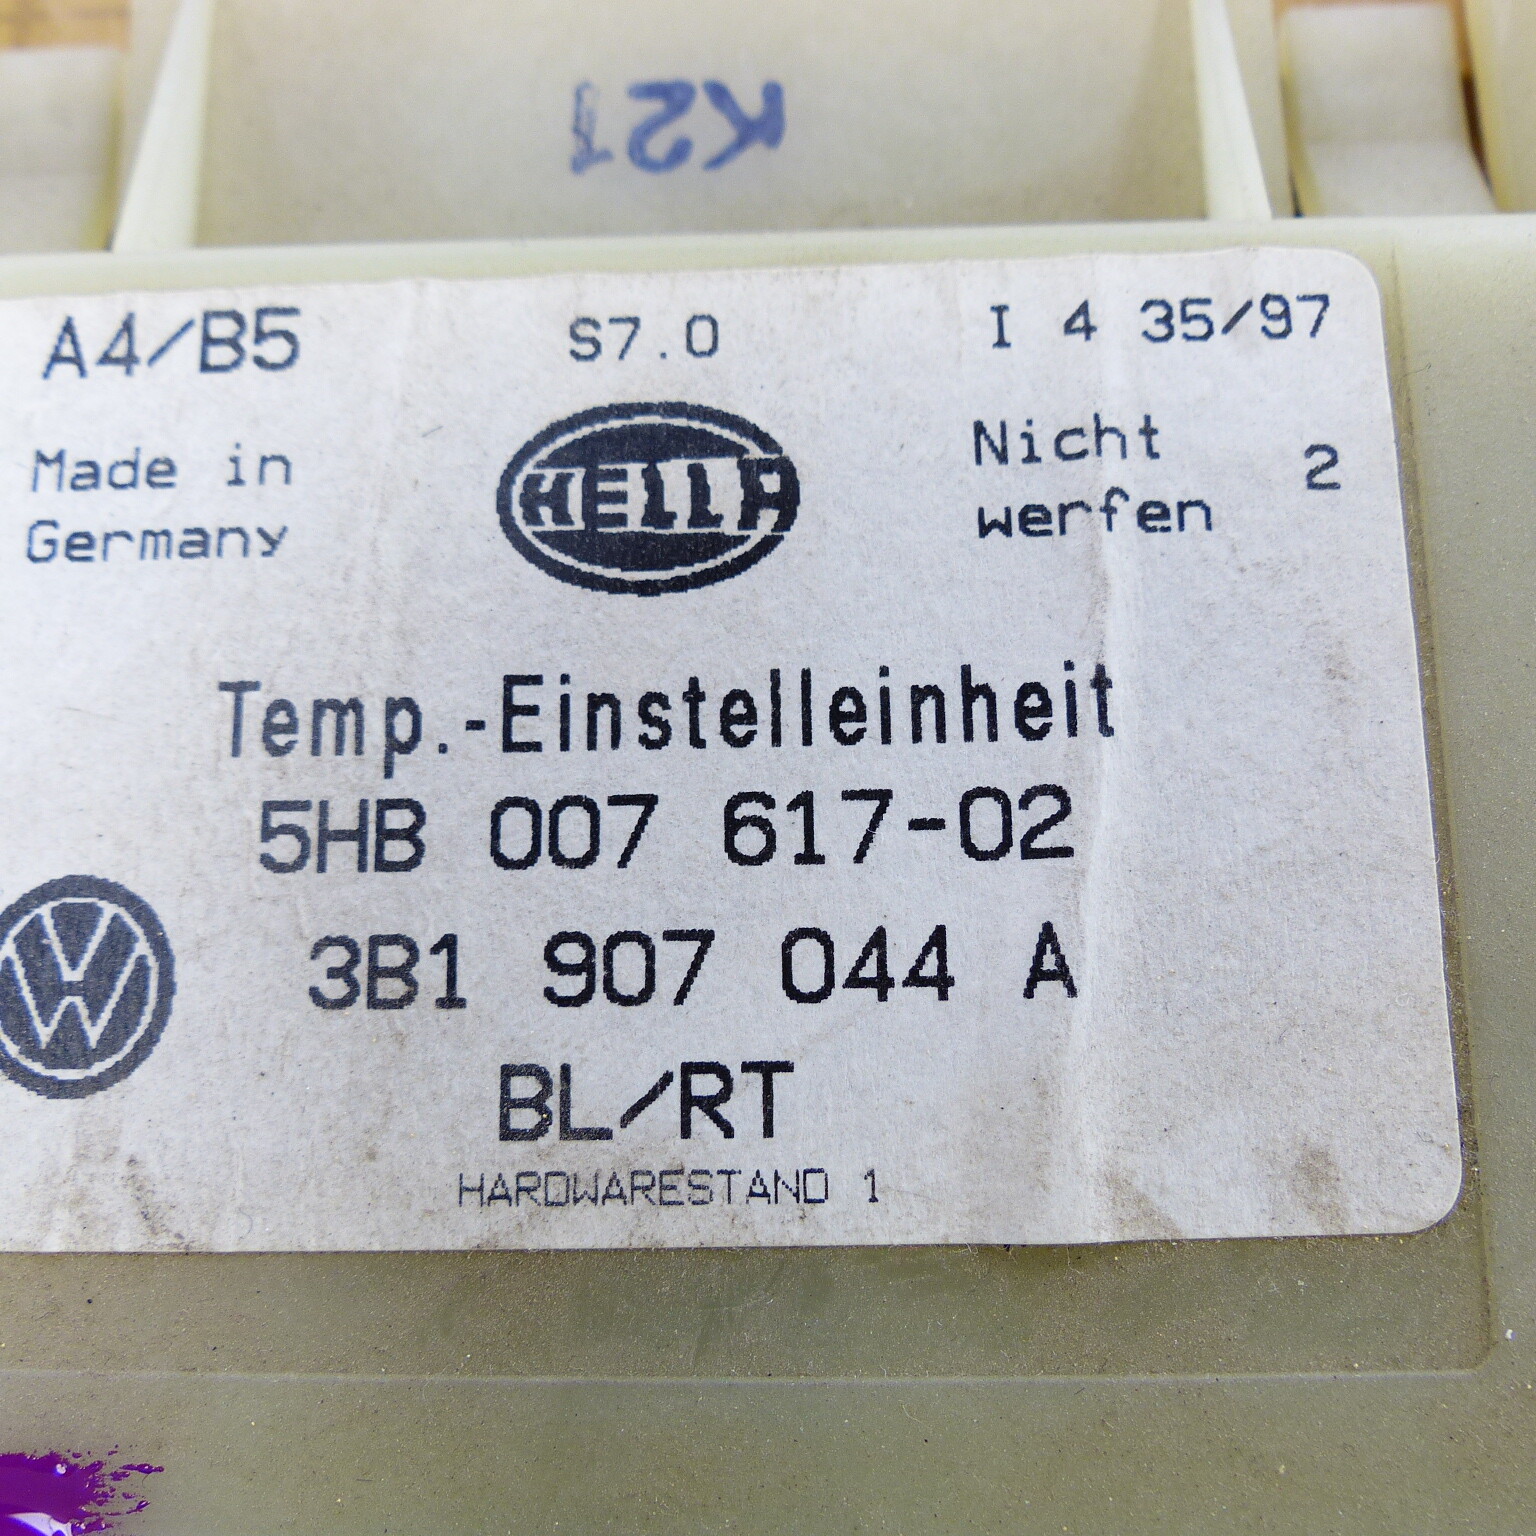 K21
A4/B5 S7.0 I 4 35/97
Made in Germany
HELLA
Nicht werfen 2
Temp.-Einstelleinheit
5HB 007 617-02
VW
3B1 907 044 A
BL/RT
HARDWARESTAND 1